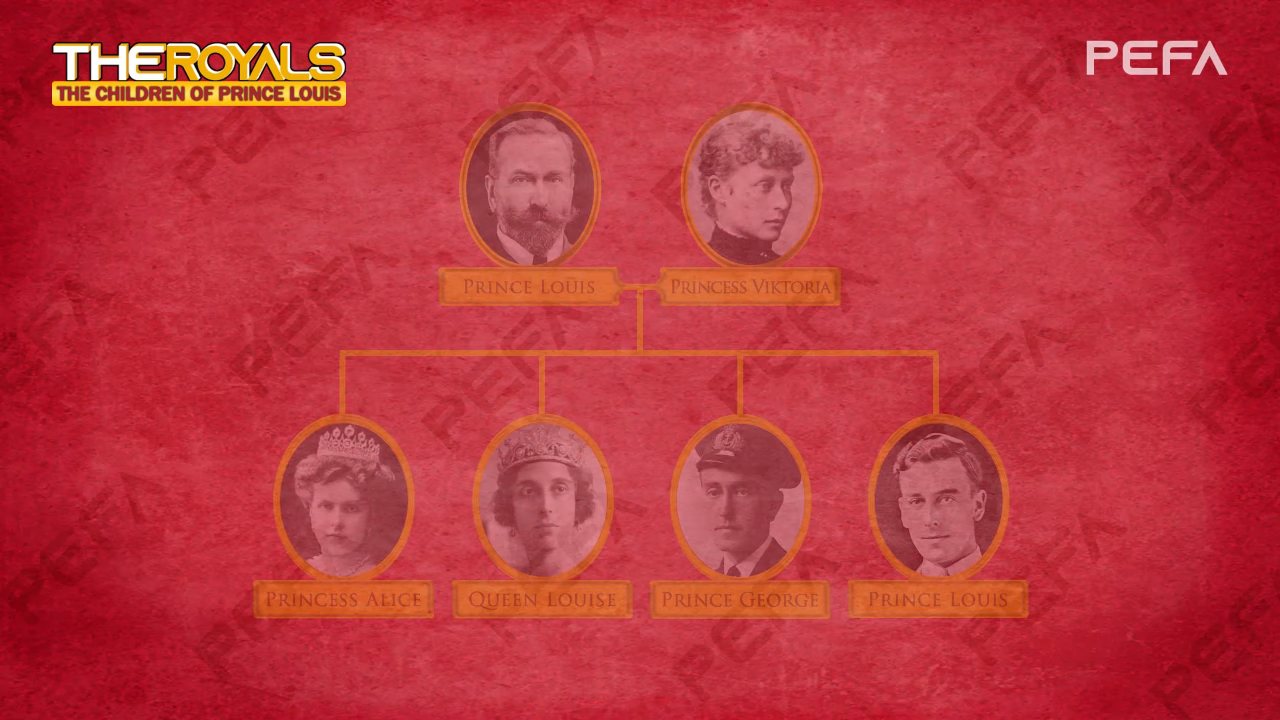 THEROYALS
THE CHILDREN OF PRINCE LOUIS
PEFA
PRINCE LOUIS
PRINCESS VIKTORIA
PRINCESS ALICE
QUEEN LOUISE
PRINCE GEORGE
PRINCE LOUIS